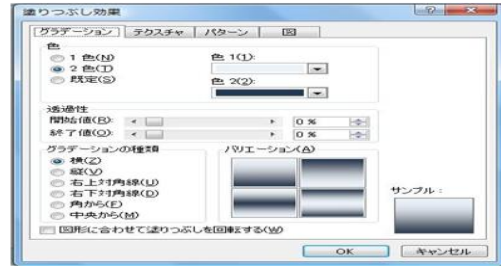 塗りつぶし効果
グラデーション テクスチャ パターン 図
色
1 色(N)
2 色(T)
既定(S)
色 1(1):
色 2(2):
透過性
開始値(R): 0 %
終了値(O): 0 %
グラデーションの種類
横(Z)
縦(V)
右上対角線(U)
右下対角線(D)
角から(F)
中央から(M)
バリエーション(A)
サンプル:
図形に合わせて塗りつぶしを回転する(W)
OK キャンセル